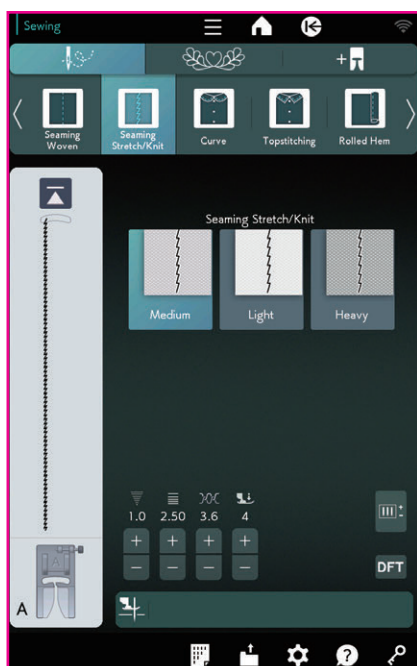 Sewing
Seaming
Woven
Seaming
Stretch/Knit
Curve
Topstitching
Rolled Hem
Seaming Stretch/Knit
Medium
Light
Heavy
1.0
2.50
3.6
4
DFT
A